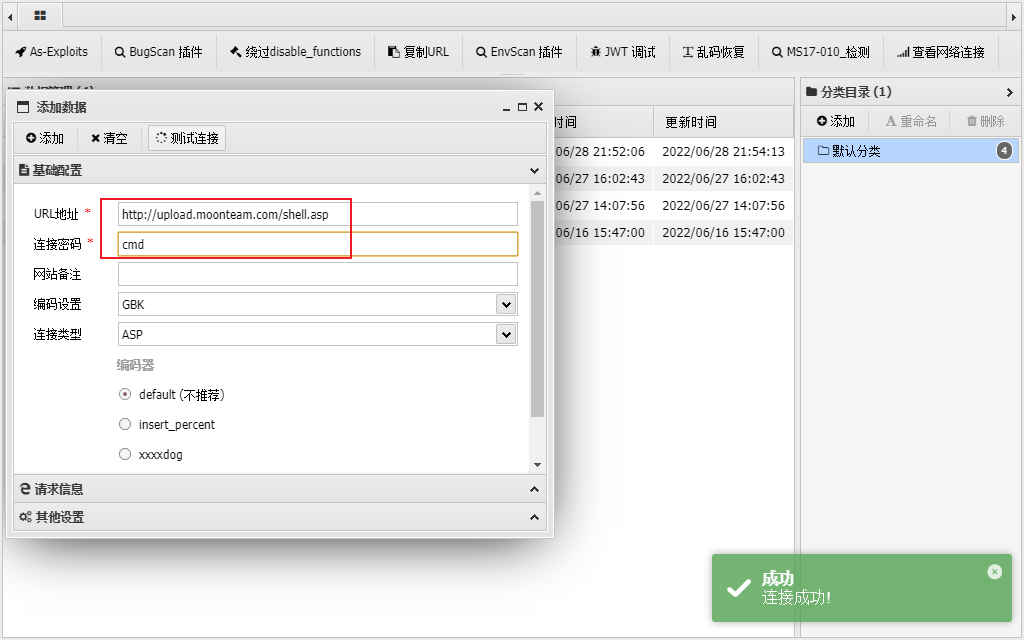 As-Exploits BugScan 插件 绕过disable_functions 复制URL EnvScan 插件 JWT 调试 乱码恢复 MS17-010_检测 查看网络连接
分类目录 (1)
添加数据
时间 更新时间
添加 重命名 删除
添加 清空 测试连接
06/28 21:52:06 2022/06/28 21:54:13
默认分类 4
基础配置
06/27 16:02:43 2022/06/27 16:02:43
06/27 14:07:56 2022/06/27 14:07:56
URL地址 * http://upload.moonteam.com/shell.asp
06/16 15:47:00 2022/06/16 15:47:00
连接密码 * cmd
网站备注
编码设置 GBK
连接类型 ASP
编码器
default (不推荐)
insert_percent
xxxxdog
请求信息
其他设置
成功
连接成功!